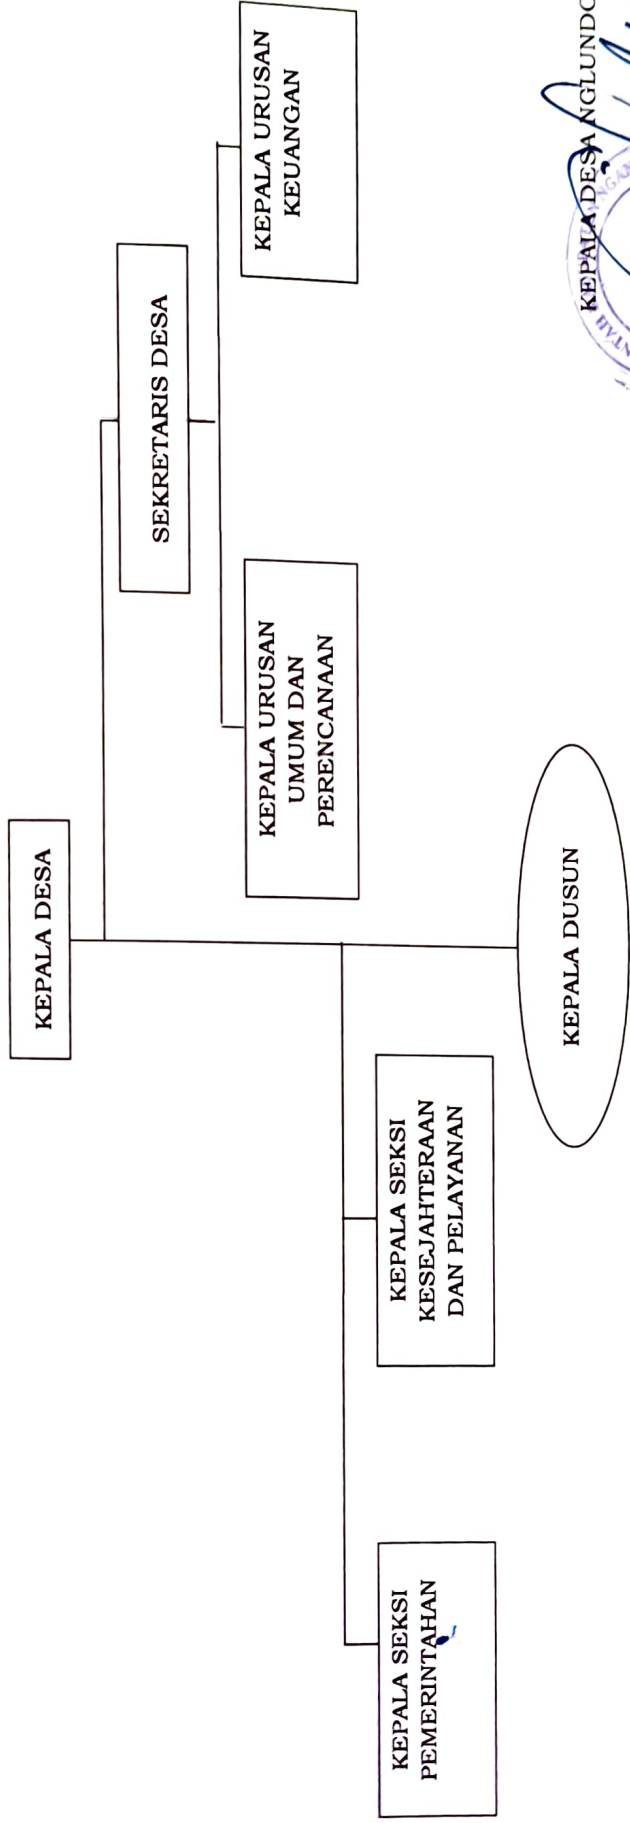 KEPALA DESA
SEKRETARIS DESA
KEPALA URUSAN
UMUM DAN
PERENCANAAN
KEPALA URUSAN
KEUANGAN
KEPALA SEKSI
PEMERINTAHAN
KEPALA SEKSI
KESEJAHTERAAN
DAN PELAYANAN
KEPALA DUSUN
KEPALA DESA